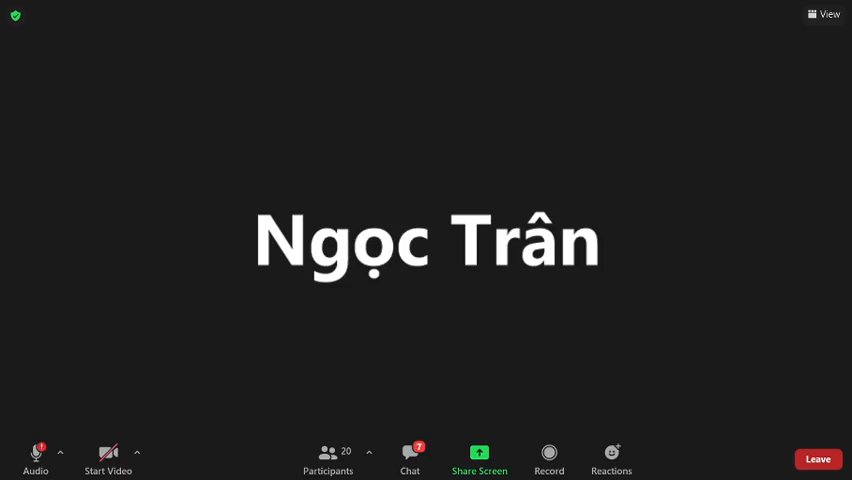 View
Ngọc Trân
20
7
Audio
Start Video
Participants
Chat
Share Screen
Record
Reactions
Leave